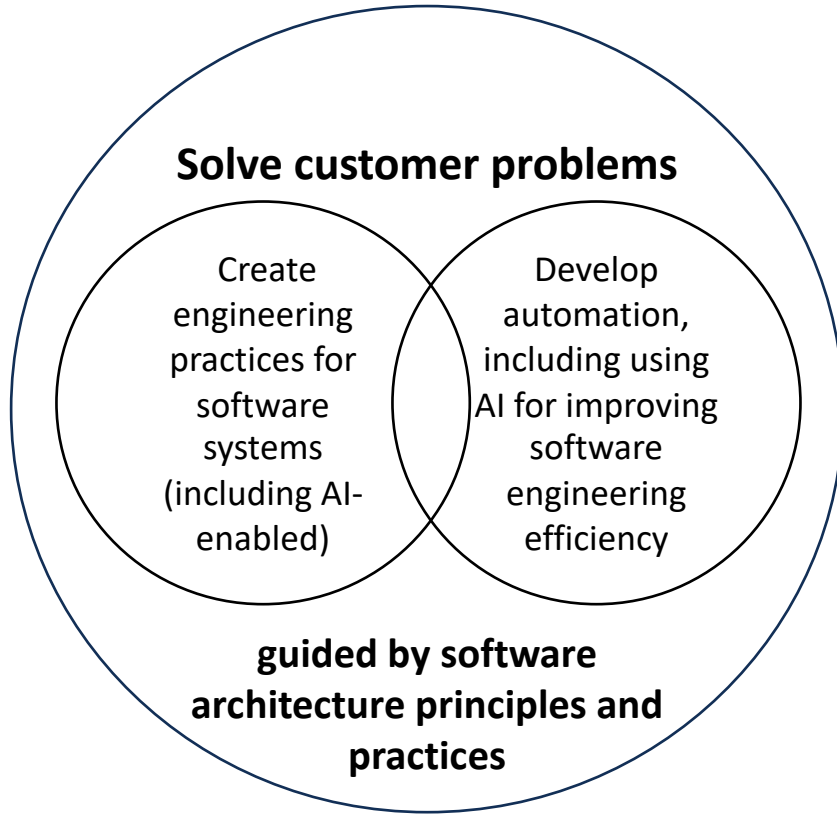 Solve customer problems
Create
engineering
practices for
software
systems
(including AI-
enabled)
Develop
automation,
including using
AI for improving
software
engineering
efficiency
guided by software
architecture principles and
practices